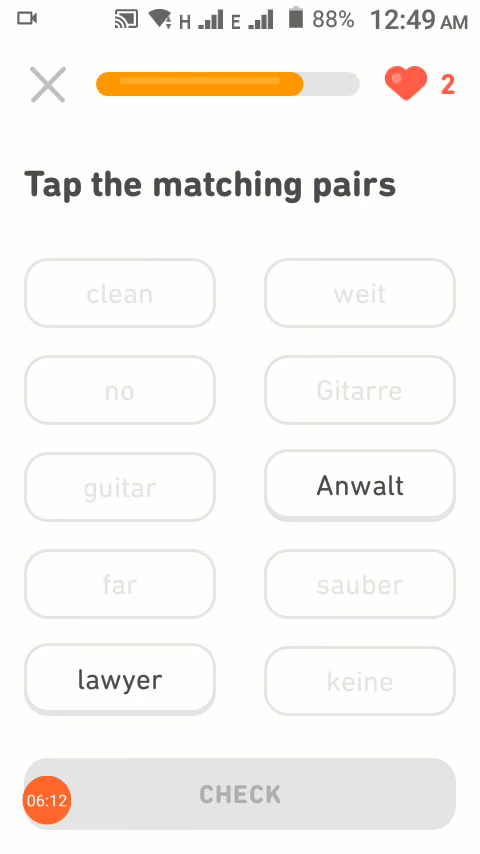 H E 88% 12:49 AM
2
Tap the matching pairs
clean weit
no Gitarre
guitar Anwalt
far sauber
lawyer keine
CHECK
06:12